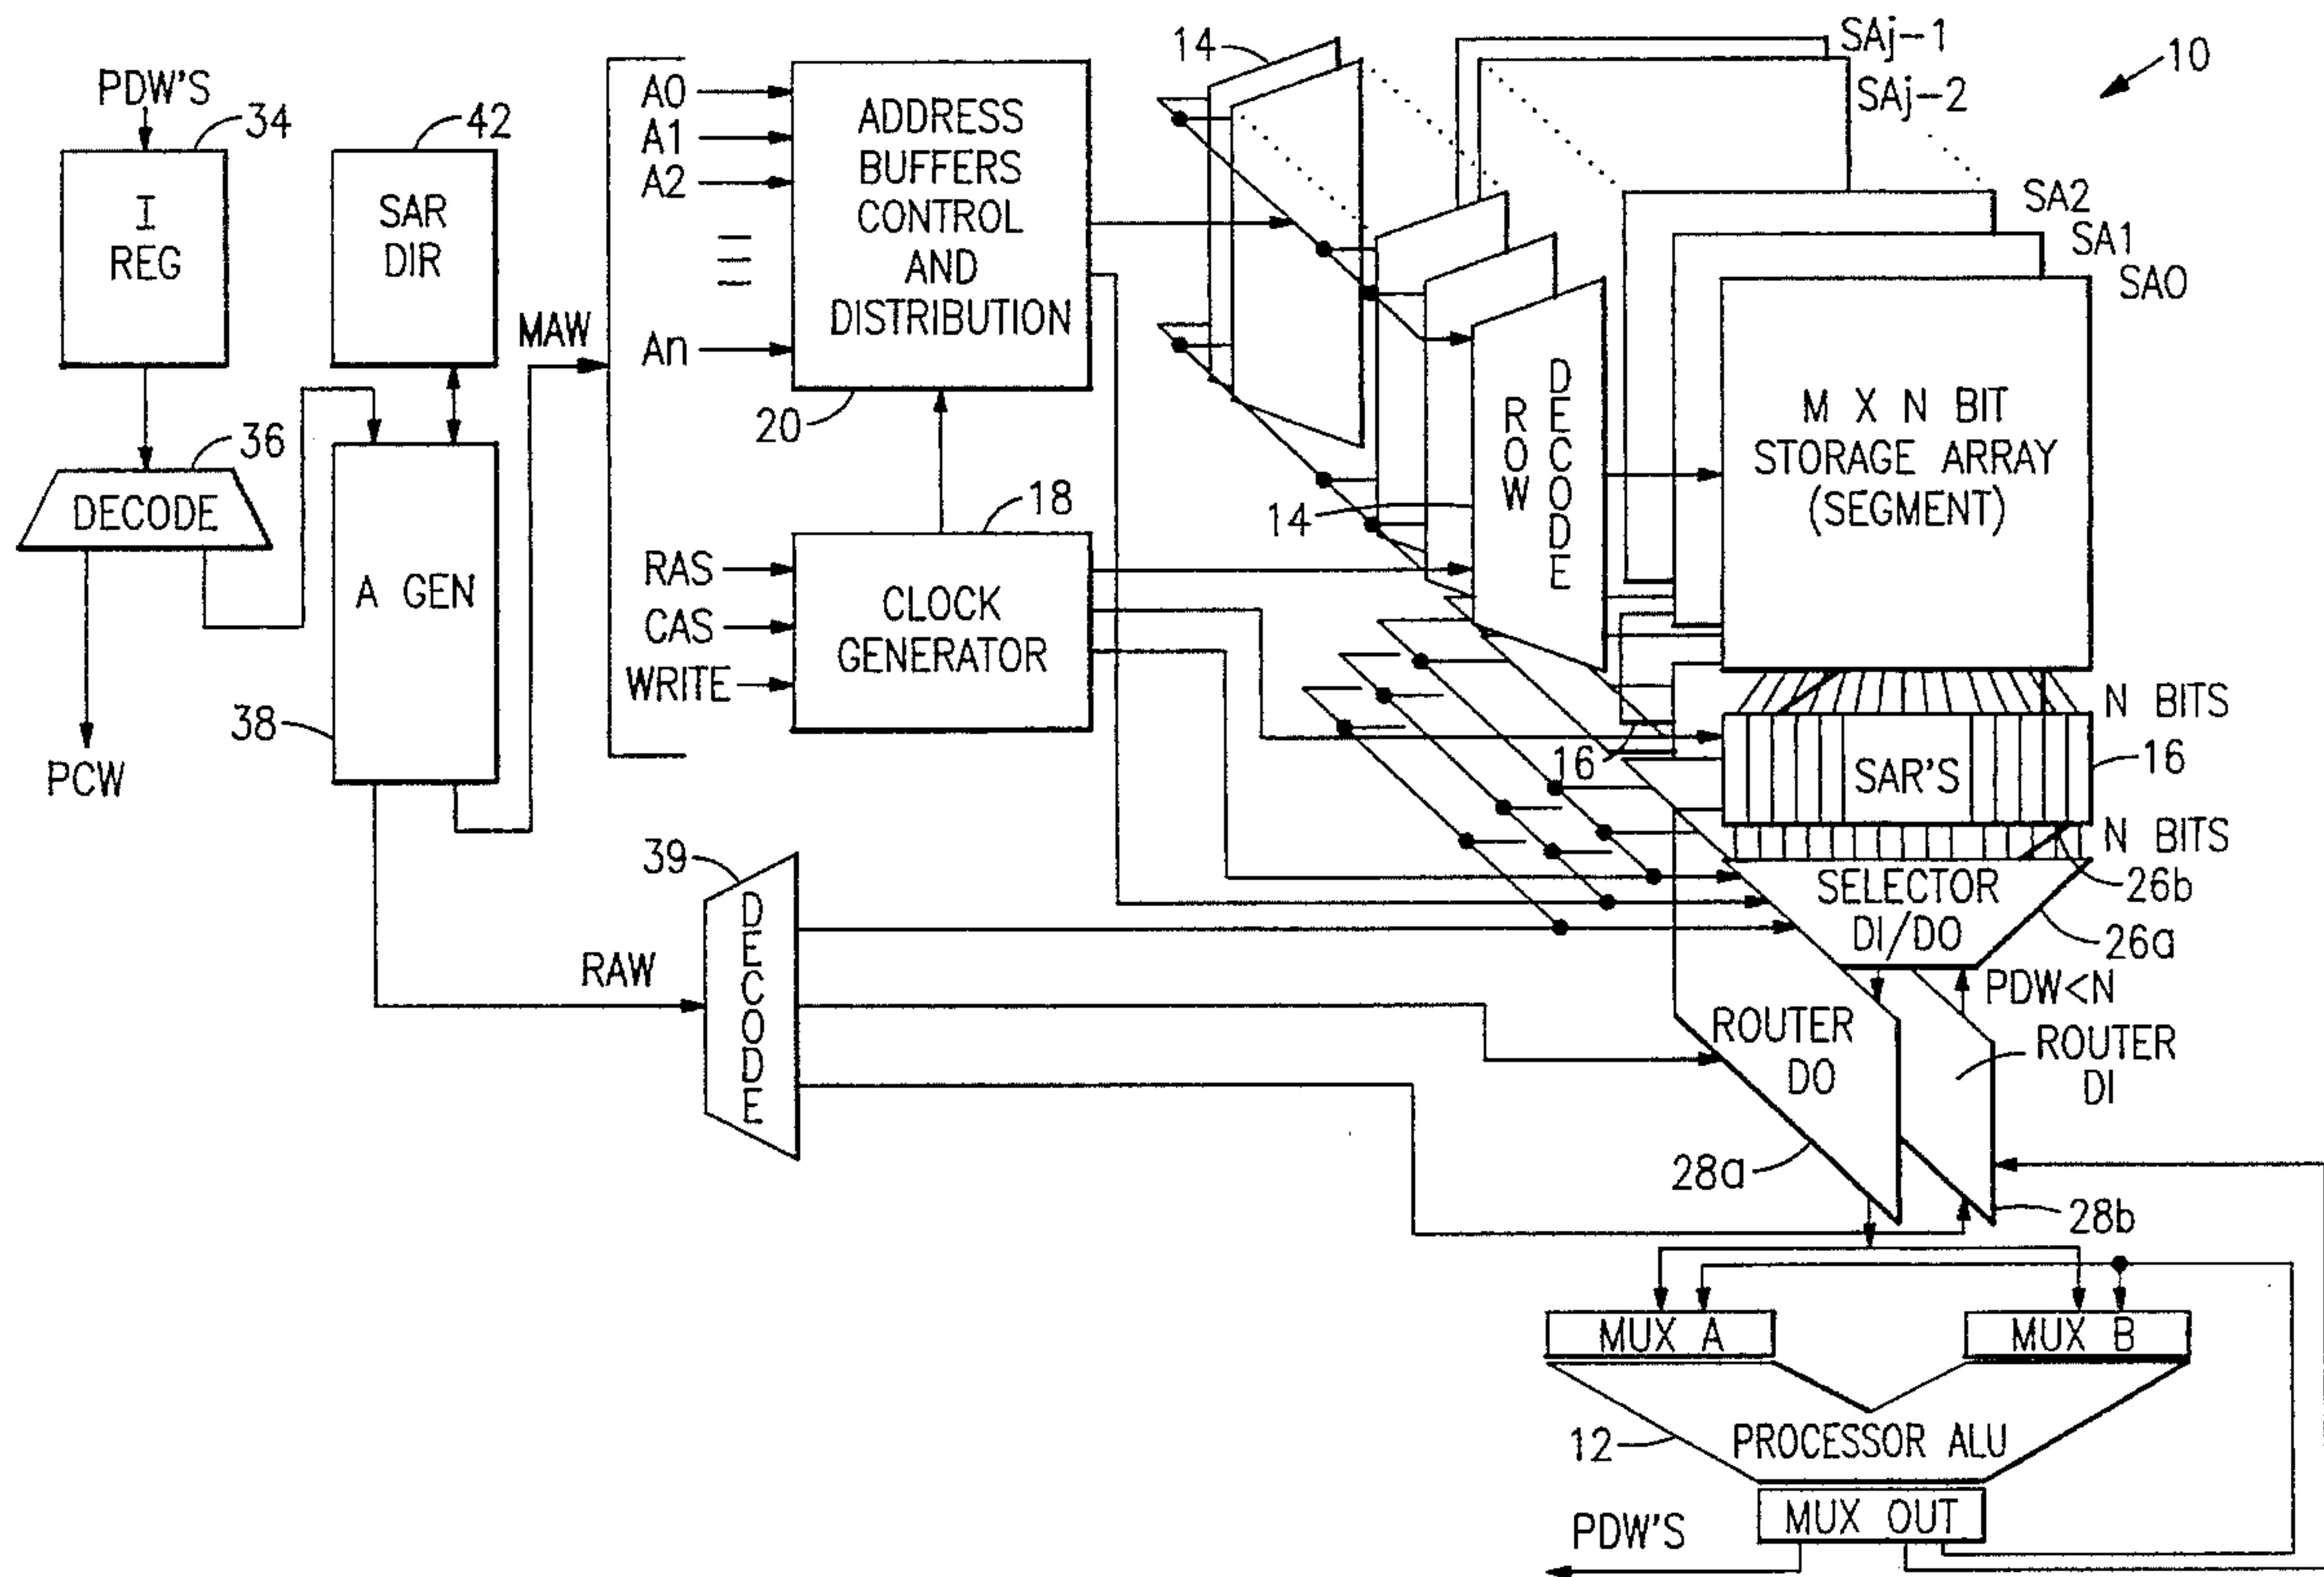 PDW'S
34
I
REG
36
DECODE
PCW
42
SAR
DIR
A GEN
38
MAW
A0
A1
A2
An
ADDRESS
BUFFERS
CONTROL
AND
DISTRIBUTION
20
18
RAS
CAS
WRITE
CLOCK
GENERATOR
39
DECODE
RAW
14
14
ROW
DECODE
SAj-1
SAj-2
10
SA2
SA1
SA0
M X N BIT
STORAGE ARRAY
(SEGMENT)
N BITS
16
SAR'S
16
N BITS
26b
SELECTOR
DI/DO
26a
PDW<N
ROUTER
DO
ROUTER
DI
28a
28b
MUX A
MUX B
12
PROCESSOR ALU
MUX OUT
PDW'S